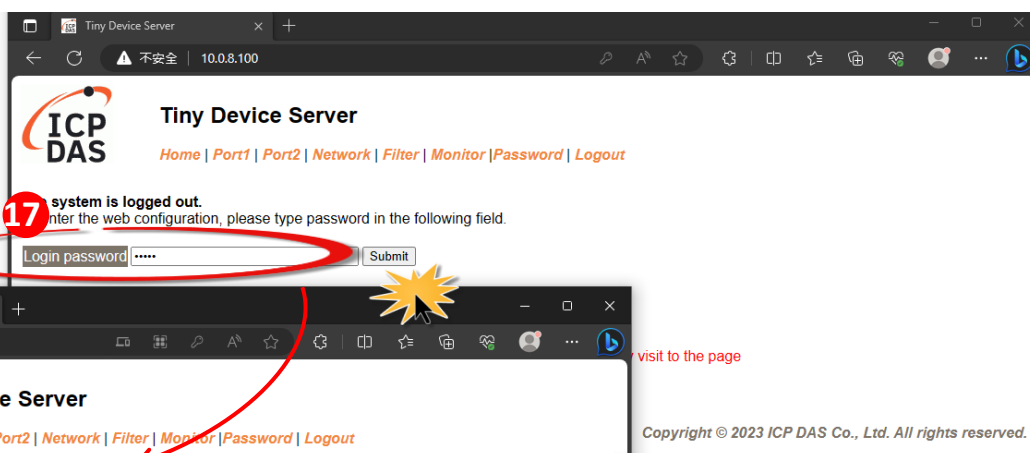 Tiny Device Server
不安全 10.0.8.100
ICP
DAS
Tiny Device Server
Home | Port1 | Port2 | Network | Filter | Monitor |Password | Logout
system is logged out.
17
nter the web configuration, please type password in the following field.
Login password ••••• Submit
visit to the page
e Server
Port2 | Network | Filter | Monitor |Password | Logout
Copyright © 2023 ICP DAS Co., Ltd. All rights reserved.